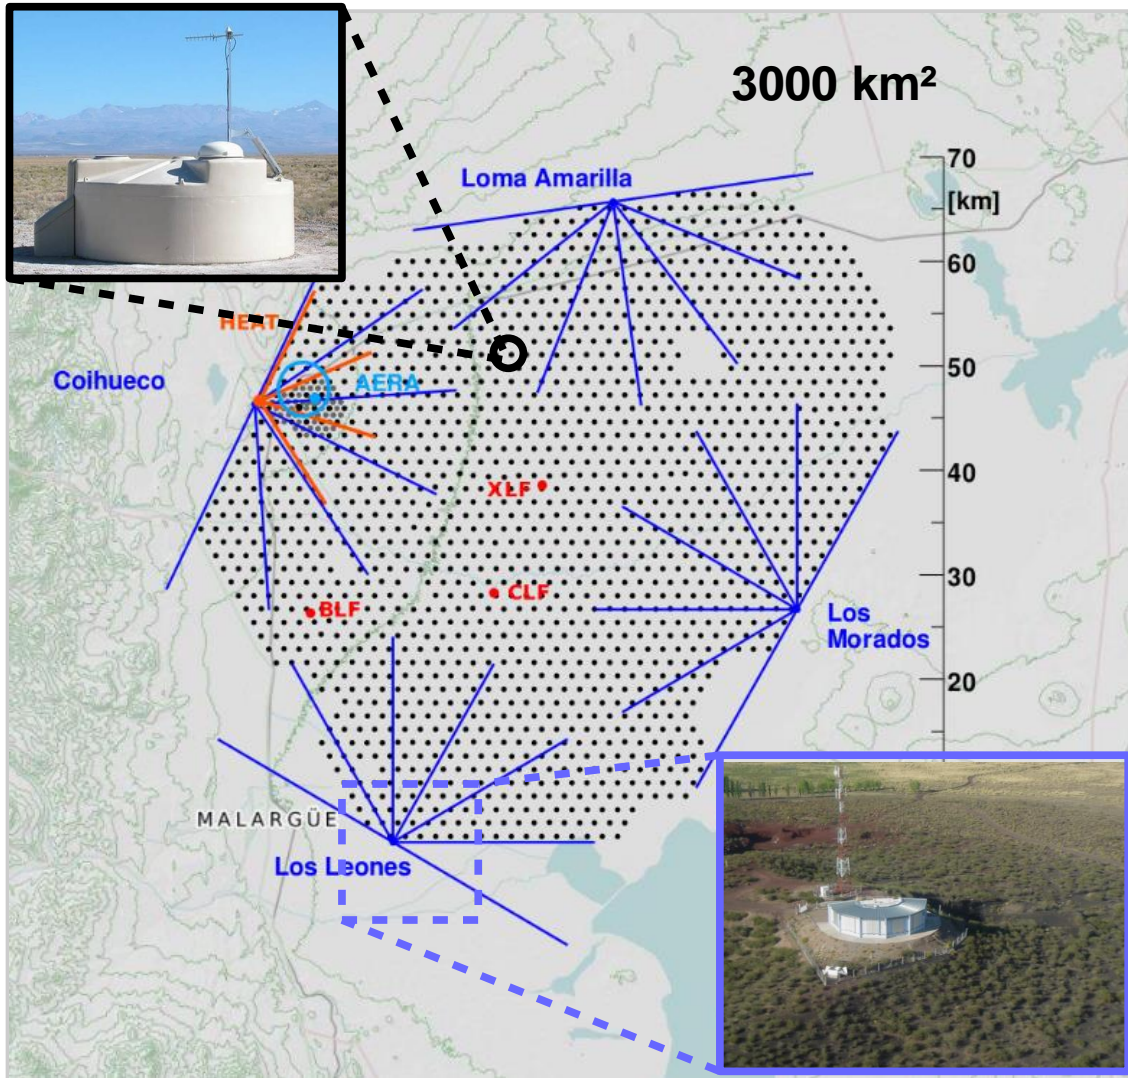 3000 km²
70
[km]
Loma Amarilla
60
HEAT
50
Coihueco
AERA
40
XLF
30
CLF
BLF
Los
Morados
20
MALARGÜE
Los Leones